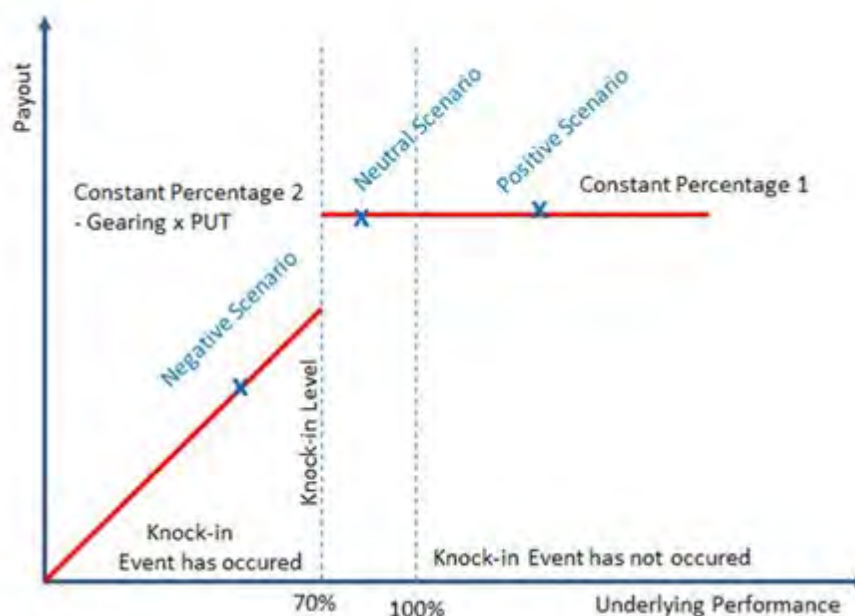 Payout
Neutral Scenario
Positive Scenario
Constant Percentage 2
- Gearing x PUT
Constant Percentage 1
Negative Scenario
Knock-in Level
Knock-in
Event has occured
Knock-in Event has not occured
70%
100%
Underlying Performance